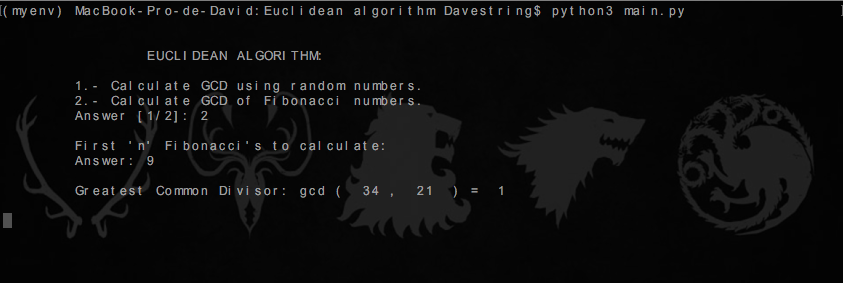 [(myenv) MacBook-Pro-de-David:Euclidean algorithm Davestring$ python3 main.py ]
EUCLIDEAN ALGORITHM:
1.- Calculate GCD using random numbers.
2.- Calculate GCD of Fibonacci numbers.
Answer [1/2]: 2
First 'n' Fibonacci's to calculate:
Answer: 9
Greatest Common Divisor: gcd ( 34 , 21 ) = 1